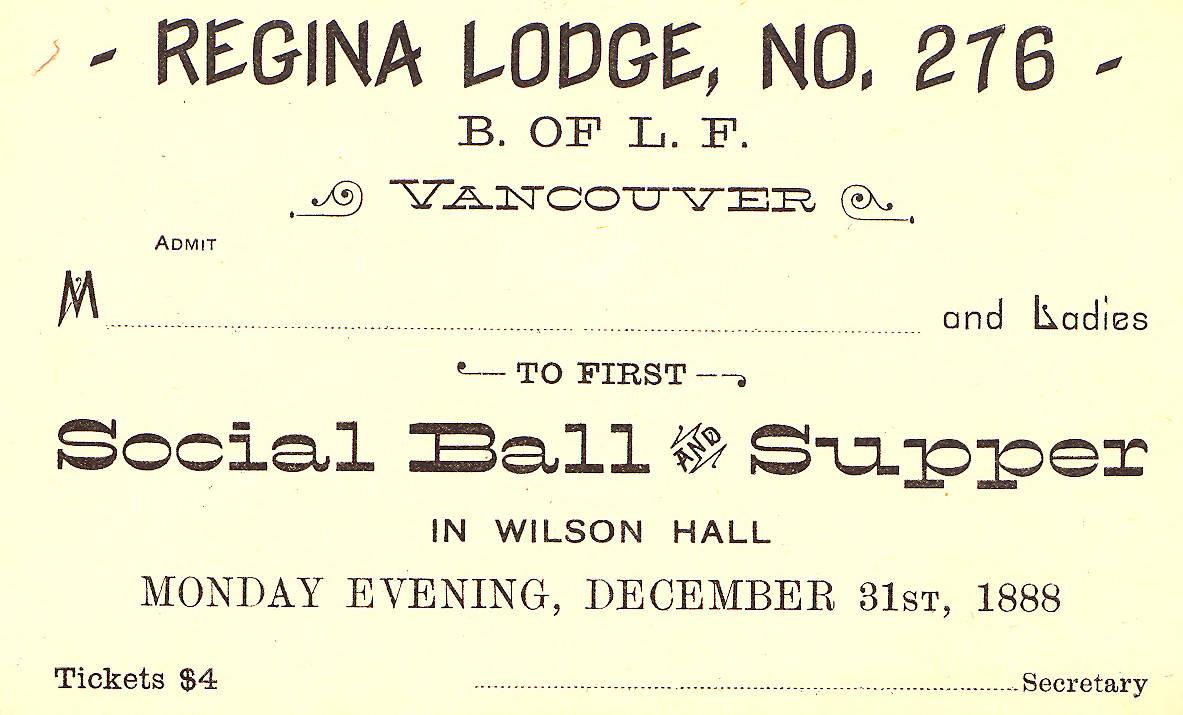 - REGINA LODGE, NO. 276 -
B. OF L. F.
VANCOUVER
ADMIT
M and Ladies
TO FIRST
Social Ball AND Supper
IN WILSON HALL
MONDAY EVENING, DECEMBER 31ST, 1888
Tickets $4 Secretary